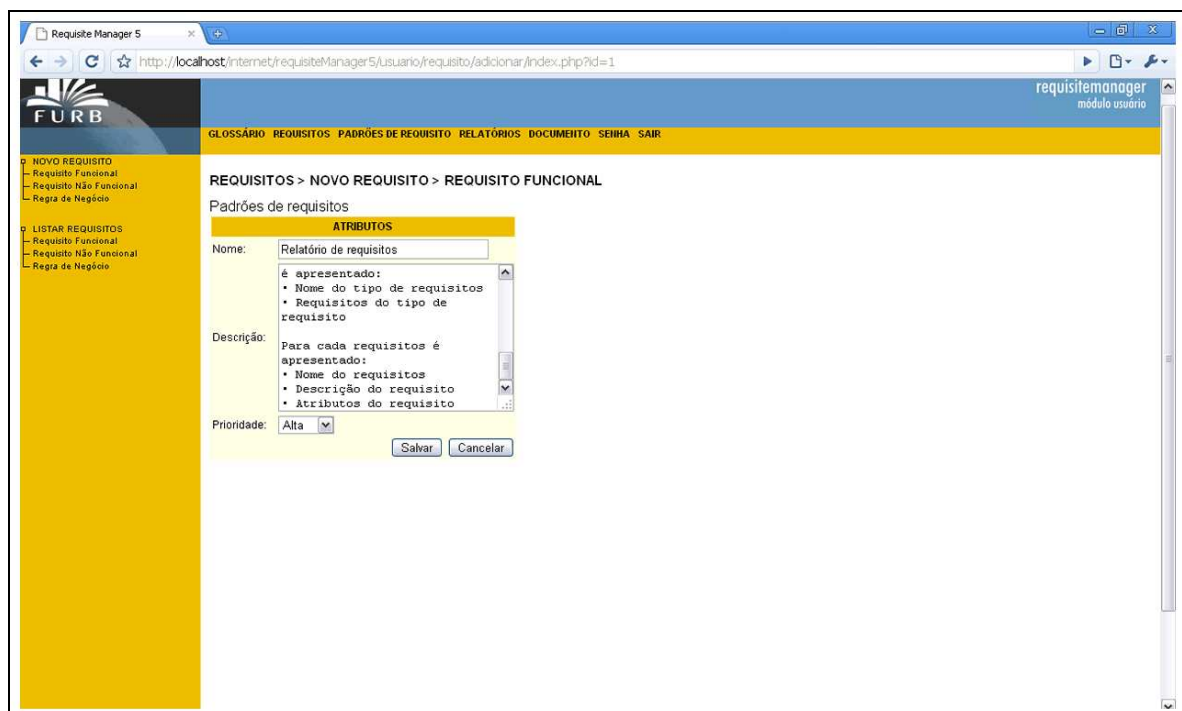 Requisite Manager 5
http://localhost/internet/requisiteManager5/usuario/requisito/adicionar/index.php?id=1
FURB
requisitemanager
módulo usuário
GLOSSÁRIO REQUISITOS PADRÕES DE REQUISITO RELATÓRIOS DOCUMENTO SENHA SAIR
NOVO REQUISITO
Requisito Funcional
Requisito Não Funcional
Regra de Negócio
LISTAR REQUISITOS
Requisito Funcional
Requisito Não Funcional
Regra de Negócio
REQUISITOS > NOVO REQUISITO > REQUISITO FUNCIONAL
Padrões de requisitos
ATRIBUTOS
Nome: Relatório de requisitos
Descrição:
é apresentado:
• Nome do tipo de requisitos
• Requisitos do tipo de
requisito
Para cada requisitos é
apresentado:
• Nome do requisitos
• Descrição do requisito
• Atributos do requisito
Prioridade: Alta
Salvar Cancelar